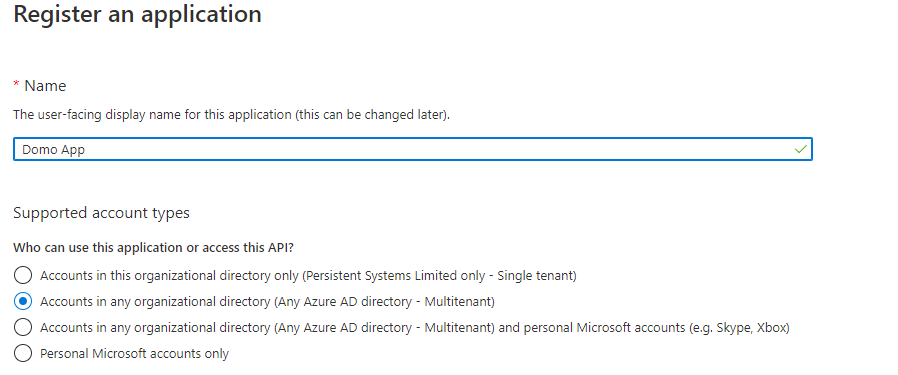 Register an application
* Name
The user-facing display name for this application (this can be changed later).
Domo App
Supported account types
Who can use this application or access this API?
Accounts in this organizational directory only (Persistent Systems Limited only - Single tenant)
Accounts in any organizational directory (Any Azure AD directory - Multitenant)
Accounts in any organizational directory (Any Azure AD directory - Multitenant) and personal Microsoft accounts (e.g. Skype, Xbox)
Personal Microsoft accounts only